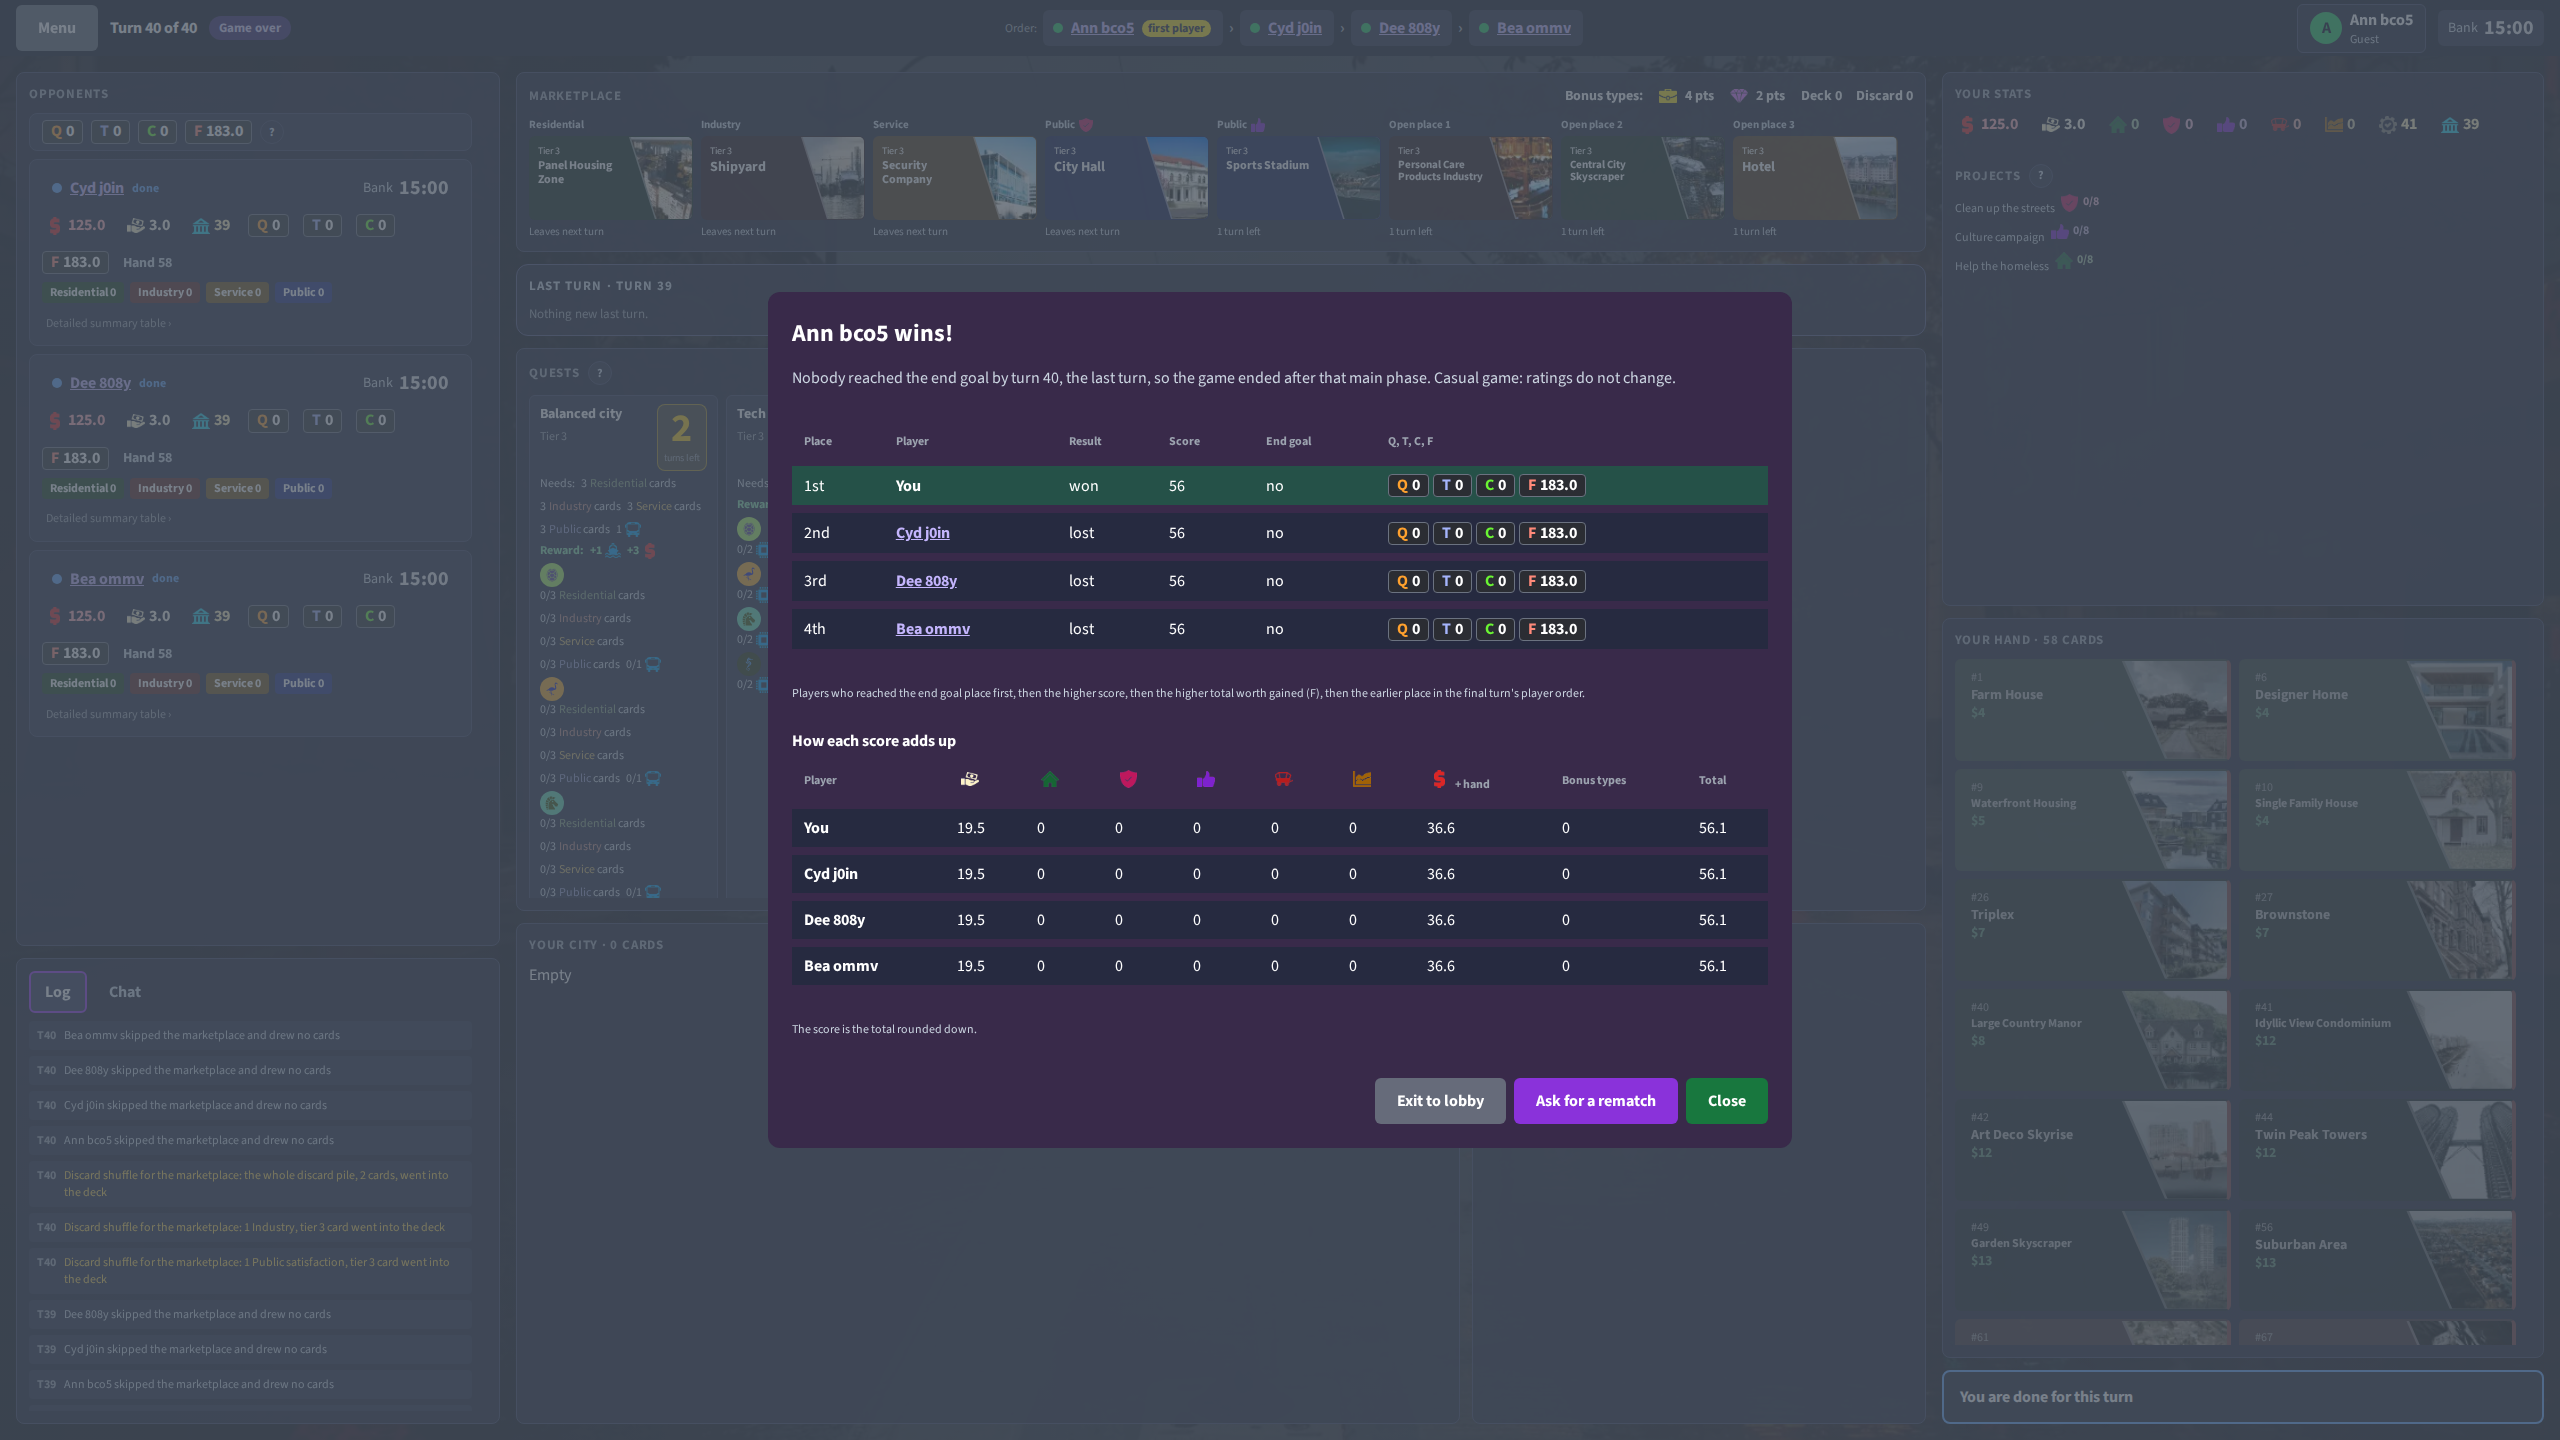 Menu
Turn 40 of 40
Game over
Order:
Ann bco5 first player › Cyd j0in › Dee 808y › Bea ommv
A
Ann bco5
Guest
Bank 15:00
OPPONENTS
Q 0 T 0 C 0 F 183.0 ?
Cyd j0in done
Bank 15:00
125.0 3.0 39 Q 0 T 0 C 0
F 183.0 Hand 58
Residential 0 Industry 0 Service 0 Public 0
Detailed summary table ›
Dee 808y done
Bank 15:00
125.0 3.0 39 Q 0 T 0 C 0
F 183.0 Hand 58
Residential 0 Industry 0 Service 0 Public 0
Detailed summary table ›
Bea ommv done
Bank 15:00
125.0 3.0 39 Q 0 T 0 C 0
F 183.0 Hand 58
Residential 0 Industry 0 Service 0 Public 0
Detailed summary table ›
Log
Chat
T40 Bea ommv skipped the marketplace and drew no cards
T40 Dee 808y skipped the marketplace and drew no cards
T40 Cyd j0in skipped the marketplace and drew no cards
T40 Ann bco5 skipped the marketplace and drew no cards
T40 Discard shuffle for the marketplace: the whole discard pile, 2 cards, went into
the deck
T40 Discard shuffle for the marketplace: 1 Industry, tier 3 card went into the deck
T40 Discard shuffle for the marketplace: 1 Public satisfaction, tier 3 card went into
the deck
T39 Dee 808y skipped the marketplace and drew no cards
T39 Cyd j0in skipped the marketplace and drew no cards
T39 Ann bco5 skipped the marketplace and drew no cards
MARKETPLACE
Bonus types: 4 pts 2 pts Deck 0 Discard 0
Residential
Tier 3
Panel Housing
Zone
Leaves next turn
Industry
Tier 3
Shipyard
Leaves next turn
Service
Tier 3
Security
Company
Leaves next turn
Public
Tier 3
City Hall
Leaves next turn
Public
Tier 3
Sports Stadium
1 turn left
Open place 1
Tier 3
Personal Care
Products Industry
1 turn left
Open place 2
Tier 3
Central City
Skyscraper
1 turn left
Open place 3
Tier 3
Hotel
1 turn left
LAST TURN · TURN 39
Nothing new last turn.
QUESTS ?
Balanced city
Tier 3
2
turns left
Needs: 3 Residential cards
3 Industry cards 3 Service cards
3 Public cards 1
Reward: +1 +3
0/3 Residential cards
0/3 Industry cards
0/3 Service cards
0/3 Public cards 0/1
0/3 Residential cards
0/3 Industry cards
0/3 Service cards
0/3 Public cards 0/1
0/3 Residential cards
0/3 Industry cards
0/3 Service cards
0/3 Public cards 0/1
Tech
Tier 3
Needs
Rewar
0/2
0/2
0/2
0/2
YOUR CITY · 0 CARDS
Empty
Ann bco5 wins!
Nobody reached the end goal by turn 40, the last turn, so the game ended after that main phase. Casual game: ratings do not change.
Place Player Result Score End goal Q, T, C, F
1st You won 56 no Q 0 T 0 C 0 F 183.0
2nd Cyd j0in lost 56 no Q 0 T 0 C 0 F 183.0
3rd Dee 808y lost 56 no Q 0 T 0 C 0 F 183.0
4th Bea ommv lost 56 no Q 0 T 0 C 0 F 183.0
Players who reached the end goal place first, then the higher score, then the higher total worth gained (F), then the earlier place in the final turn's player order.
How each score adds up
Player + hand Bonus types Total
You 19.5 0 0 0 0 0 36.6 0 56.1
Cyd j0in 19.5 0 0 0 0 0 36.6 0 56.1
Dee 808y 19.5 0 0 0 0 0 36.6 0 56.1
Bea ommv 19.5 0 0 0 0 0 36.6 0 56.1
The score is the total rounded down.
Exit to lobby
Ask for a rematch
Close
YOUR STATS
125.0 3.0 0 0 0 0 0 41 39
PROJECTS ?
Clean up the streets 0/8
Culture campaign 0/8
Help the homeless 0/8
YOUR HAND · 58 CARDS
#1
Farm House
$4
#6
Designer Home
$4
#9
Waterfront Housing
$5
#10
Single Family House
$4
#26
Triplex
$7
#27
Brownstone
$7
#40
Large Country Manor
$8
#41
Idyllic View Condominium
$12
#42
Art Deco Skyrise
$12
#44
Twin Peak Towers
$12
#49
Garden Skyscraper
$13
#56
Suburban Area
$13
#61
#67
You are done for this turn